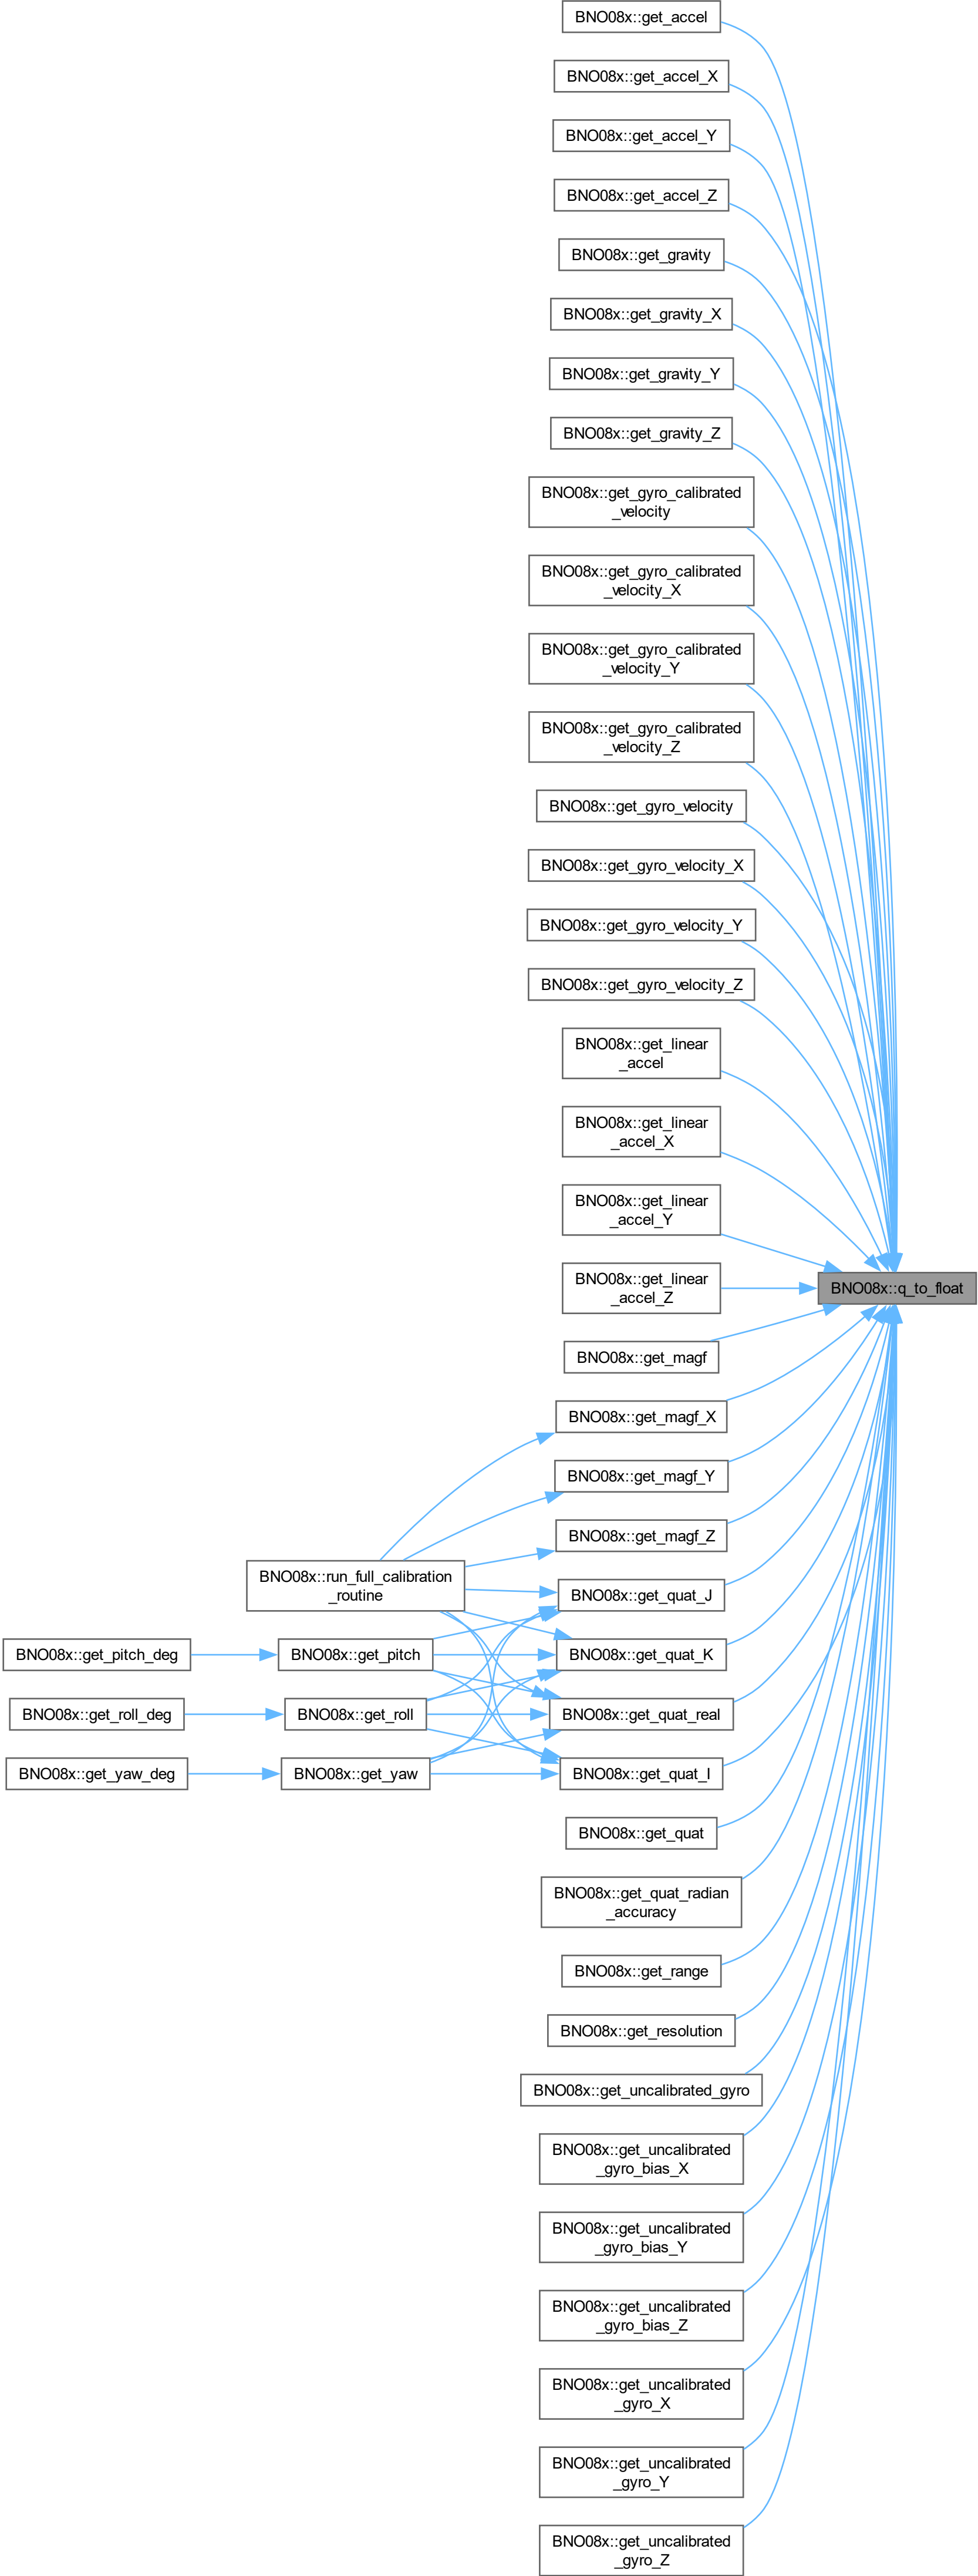 BNO08x::get_accel
BNO08x::get_accel_X
BNO08x::get_accel_Y
BNO08x::get_accel_Z
BNO08x::get_gravity
BNO08x::get_gravity_X
BNO08x::get_gravity_Y
BNO08x::get_gravity_Z
BNO08x::get_gyro_calibrated
_velocity
BNO08x::get_gyro_calibrated
_velocity_X
BNO08x::get_gyro_calibrated
_velocity_Y
BNO08x::get_gyro_calibrated
_velocity_Z
BNO08x::get_gyro_velocity
BNO08x::get_gyro_velocity_X
BNO08x::get_gyro_velocity_Y
BNO08x::get_gyro_velocity_Z
BNO08x::get_linear
_accel
BNO08x::get_linear
_accel_X
BNO08x::get_linear
_accel_Y
BNO08x::get_linear
_accel_Z
BNO08x::q_to_float
BNO08x::get_magf
BNO08x::get_magf_X
BNO08x::get_magf_Y
BNO08x::get_magf_Z
BNO08x::run_full_calibration
_routine
BNO08x::get_quat_J
BNO08x::get_pitch_deg
BNO08x::get_pitch
BNO08x::get_quat_K
BNO08x::get_roll_deg
BNO08x::get_roll
BNO08x::get_quat_real
BNO08x::get_yaw_deg
BNO08x::get_yaw
BNO08x::get_quat_I
BNO08x::get_quat
BNO08x::get_quat_radian
_accuracy
BNO08x::get_range
BNO08x::get_resolution
BNO08x::get_uncalibrated_gyro
BNO08x::get_uncalibrated
_gyro_bias_X
BNO08x::get_uncalibrated
_gyro_bias_Y
BNO08x::get_uncalibrated
_gyro_bias_Z
BNO08x::get_uncalibrated
_gyro_X
BNO08x::get_uncalibrated
_gyro_Y
BNO08x::get_uncalibrated
_gyro_Z